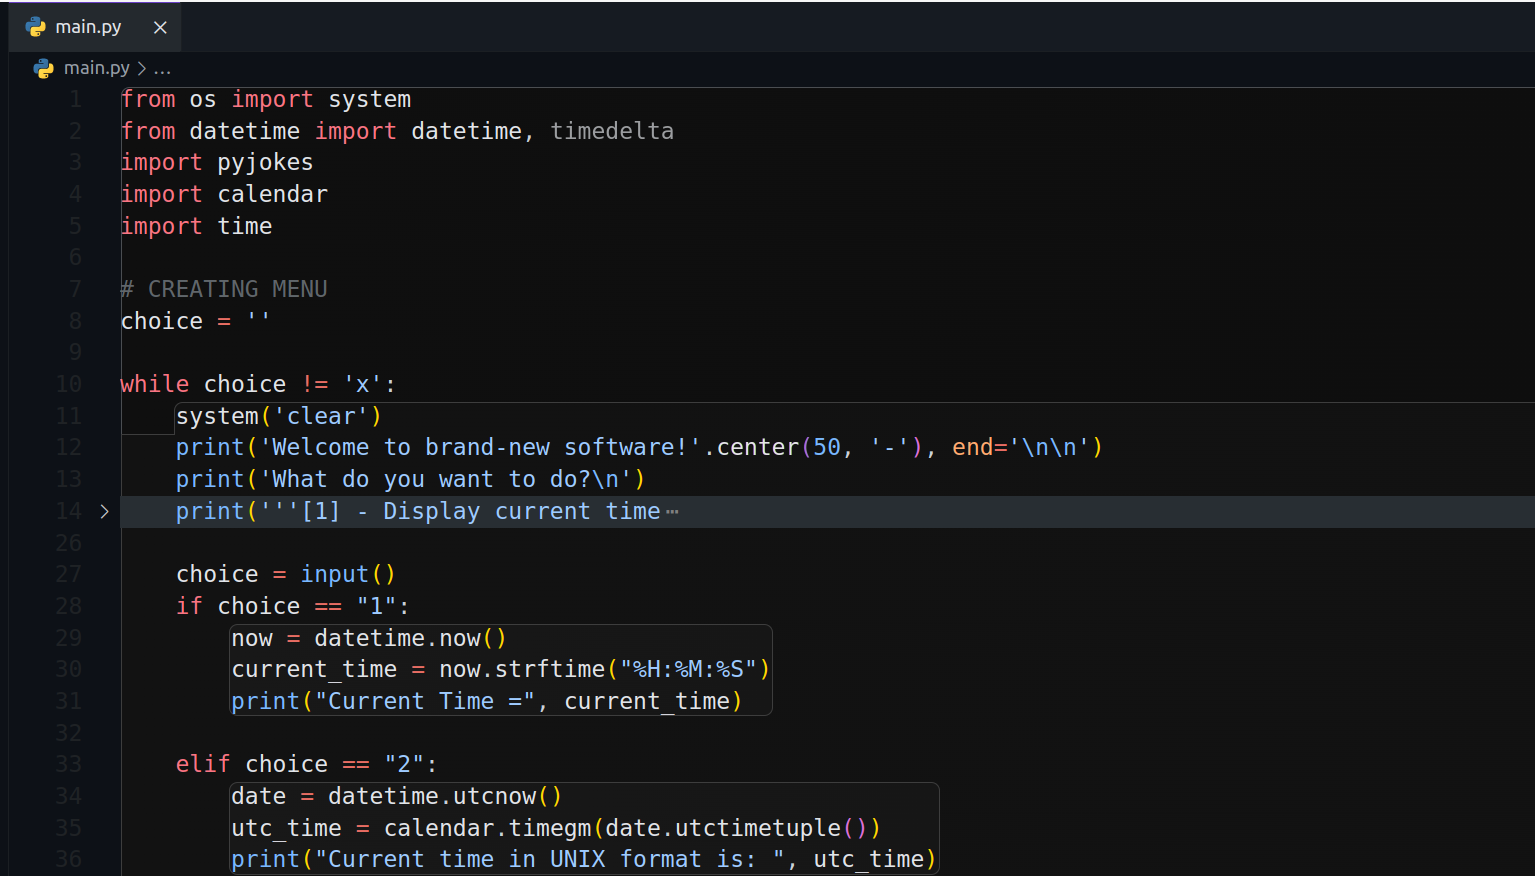 main.py
main.py > ...
1 from os import system
2 from datetime import datetime, timedelta
3 import pyjokes
4 import calendar
5 import time
6
7 # CREATING MENU
8 choice = ''
9
10 while choice != 'x':
11     system('clear')
12     print('Welcome to brand-new software!'.center(50, '-'), end='\n\n')
13     print('What do you want to do?\n')
14     print('''[1] - Display current time…
26
27     choice = input()
28     if choice == "1":
29         now = datetime.now()
30         current_time = now.strftime("%H:%M:%S")
31         print("Current Time =", current_time)
32
33     elif choice == "2":
34         date = datetime.utcnow()
35         utc_time = calendar.timegm(date.utctimetuple())
36         print("Current time in UNIX format is: ", utc_time)